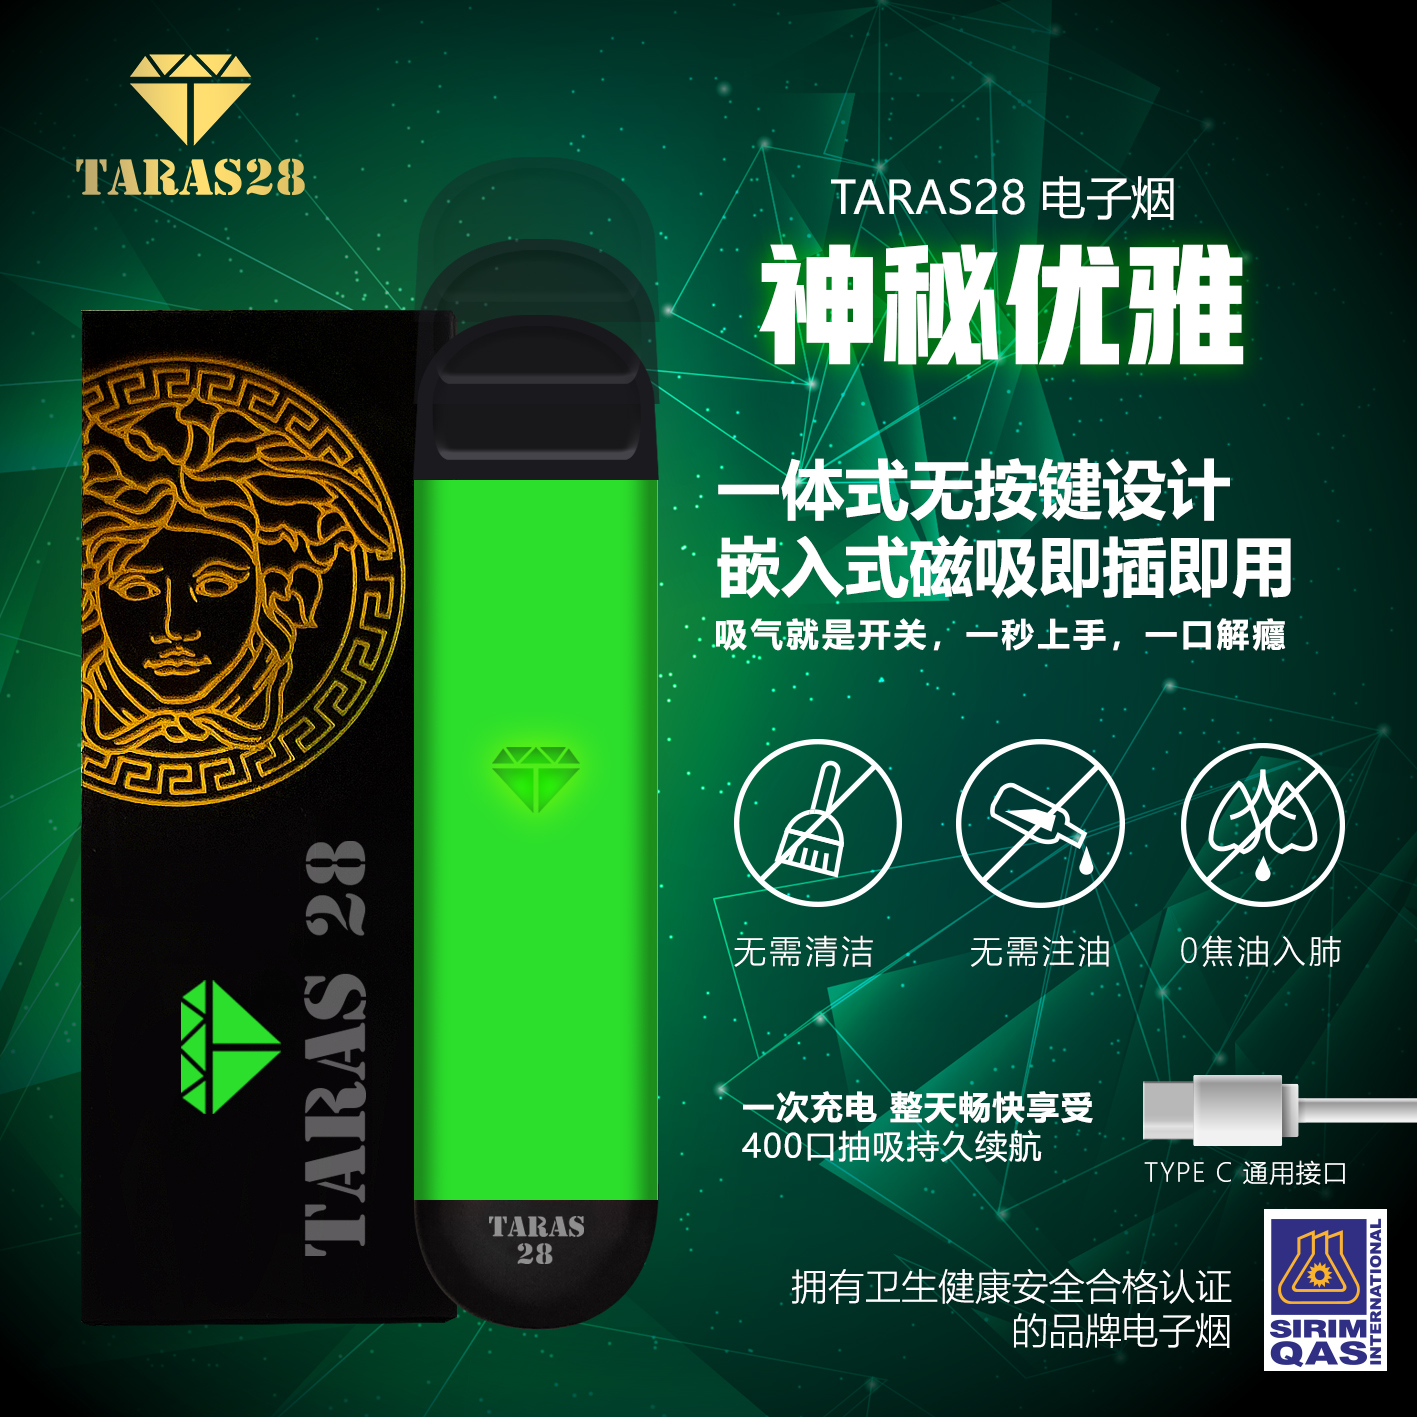 TARAS28
TARAS28 电子烟
神秘优雅
一体式无按键设计
嵌入式磁吸即插即用
吸气就是开关，一秒上手，一口解癮
无需清洁
无需注油
0焦油入肺
TARAS 28
一次充电 整天畅快享受
400口抽吸持久续航
TYPE C 通用接口
TARAS
28
拥有卫生健康安全合格认证
的品牌电子烟
SIRIM
QAS
INTERNATIONAL